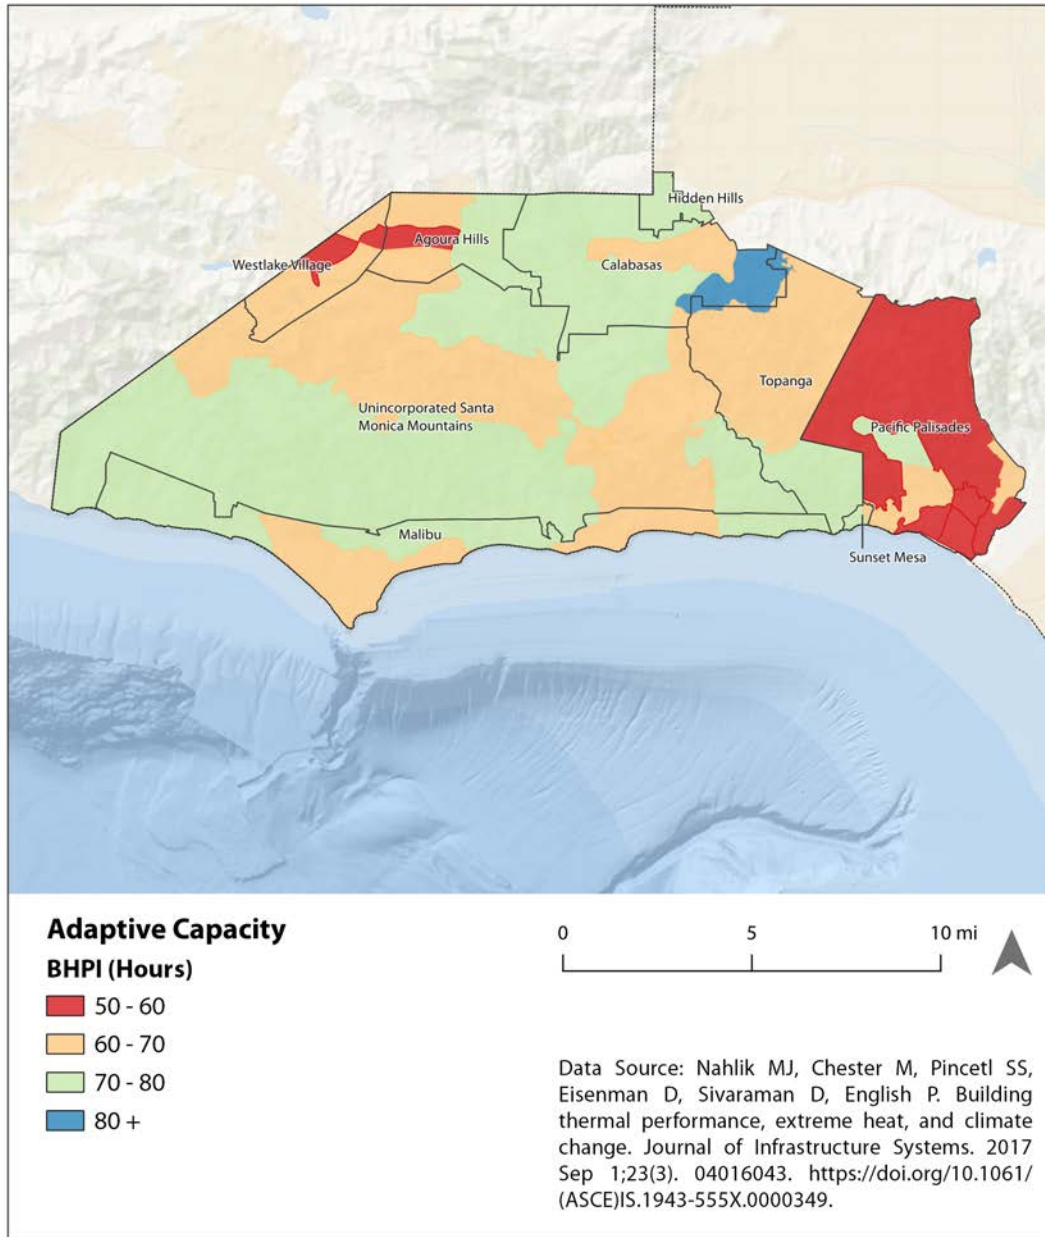 Hidden Hills
Agoura Hills
Westlake Village
Calabasas
Topanga
Unincorporated Santa
Monica Mountains
Pacific Palisades
Malibu
Sunset Mesa
Adaptive Capacity
BHPI (Hours)
50 - 60
60 - 70
70 - 80
80 +
0 5 10 mi
Data Source: Nahlik MJ, Chester M, Pincetl SS,
Eisenman D, Sivaraman D, English P. Building
thermal performance, extreme heat, and climate
change. Journal of Infrastructure Systems. 2017
Sep 1;23(3). 04016043. https://doi.org/10.1061/
(ASCE)IS.1943-555X.0000349.